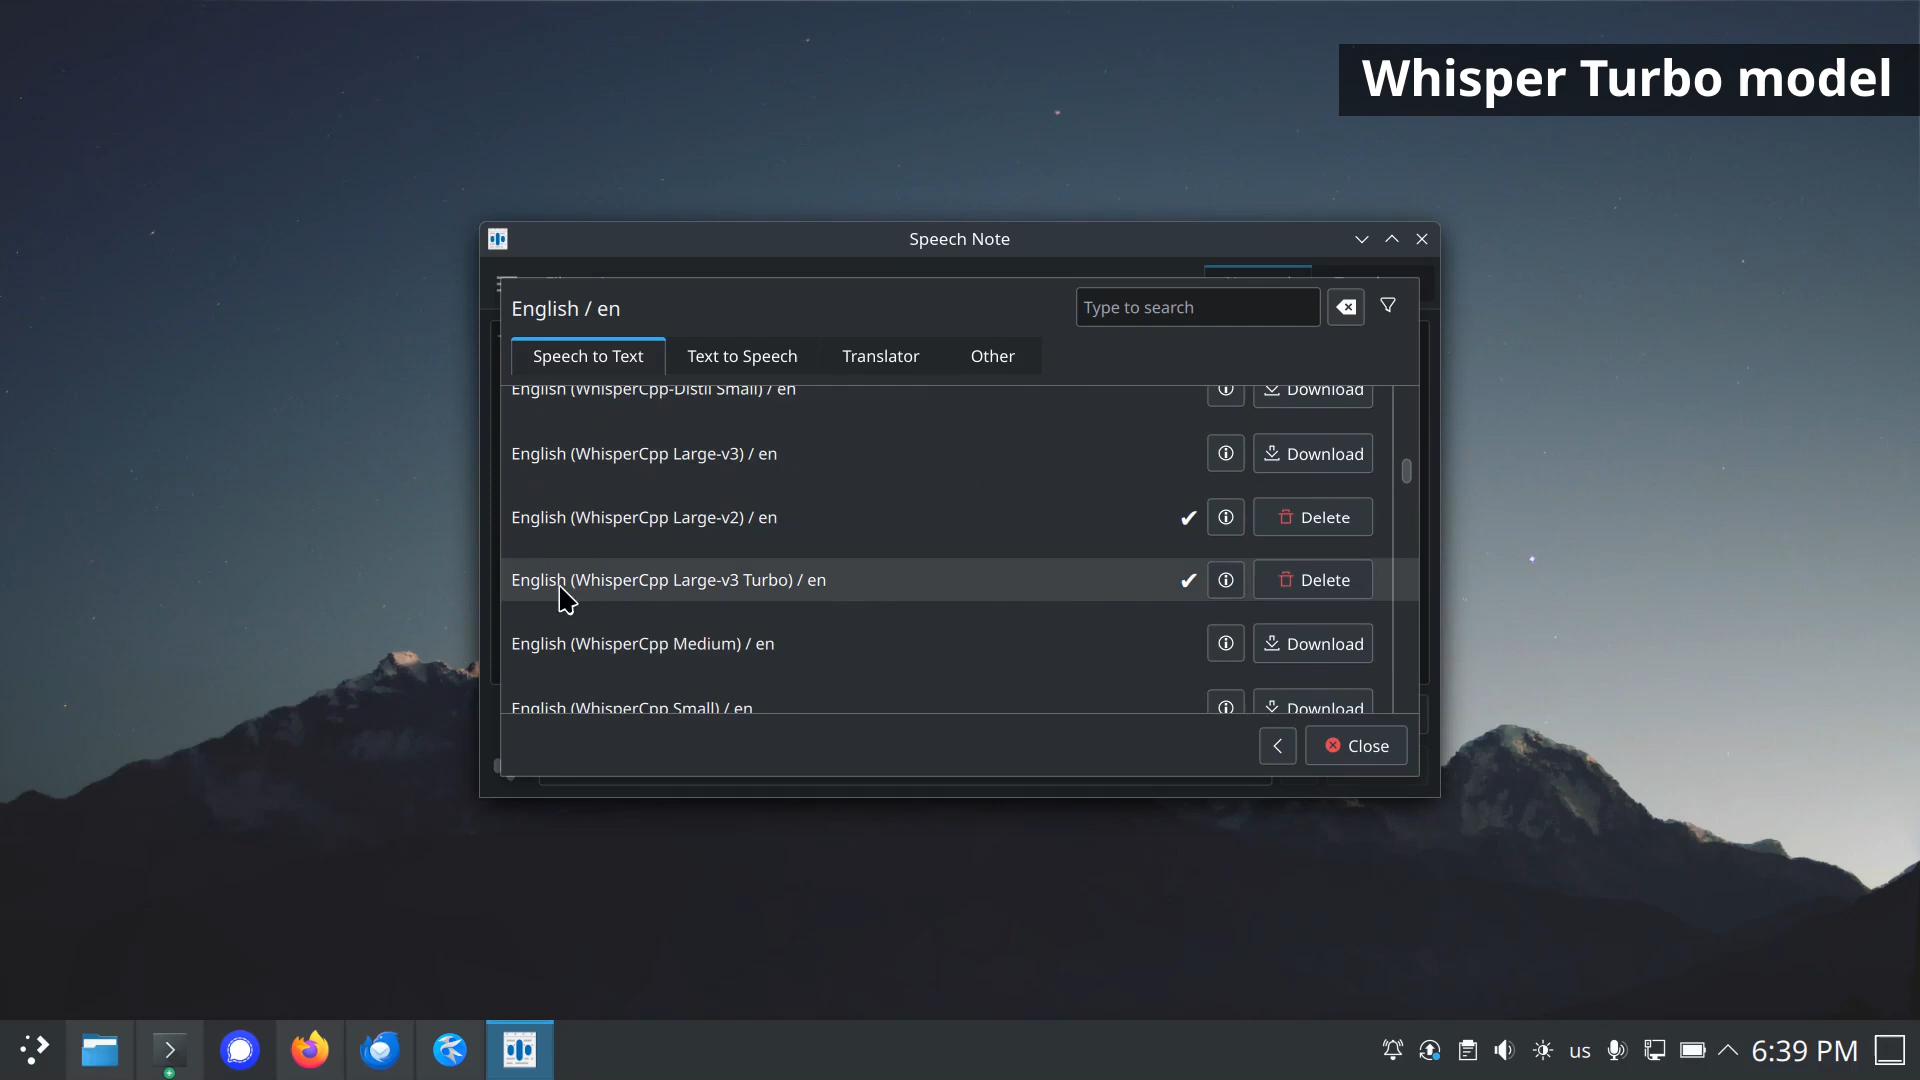 Whisper Turbo model
Speech Note
English / en
Type to search
Speech to Text Text to Speech Translator Other
English (WhisperCpp-Distil Small) / en Download
English (WhisperCpp Large-v3) / en Download
English (WhisperCpp Large-v2) / en ✔ Delete
English (WhisperCpp Large-v3 Turbo) / en ✔ Delete
English (WhisperCpp Medium) / en Download
English (WhisperCpp Small) / en Download
Close
us 6:39 PM